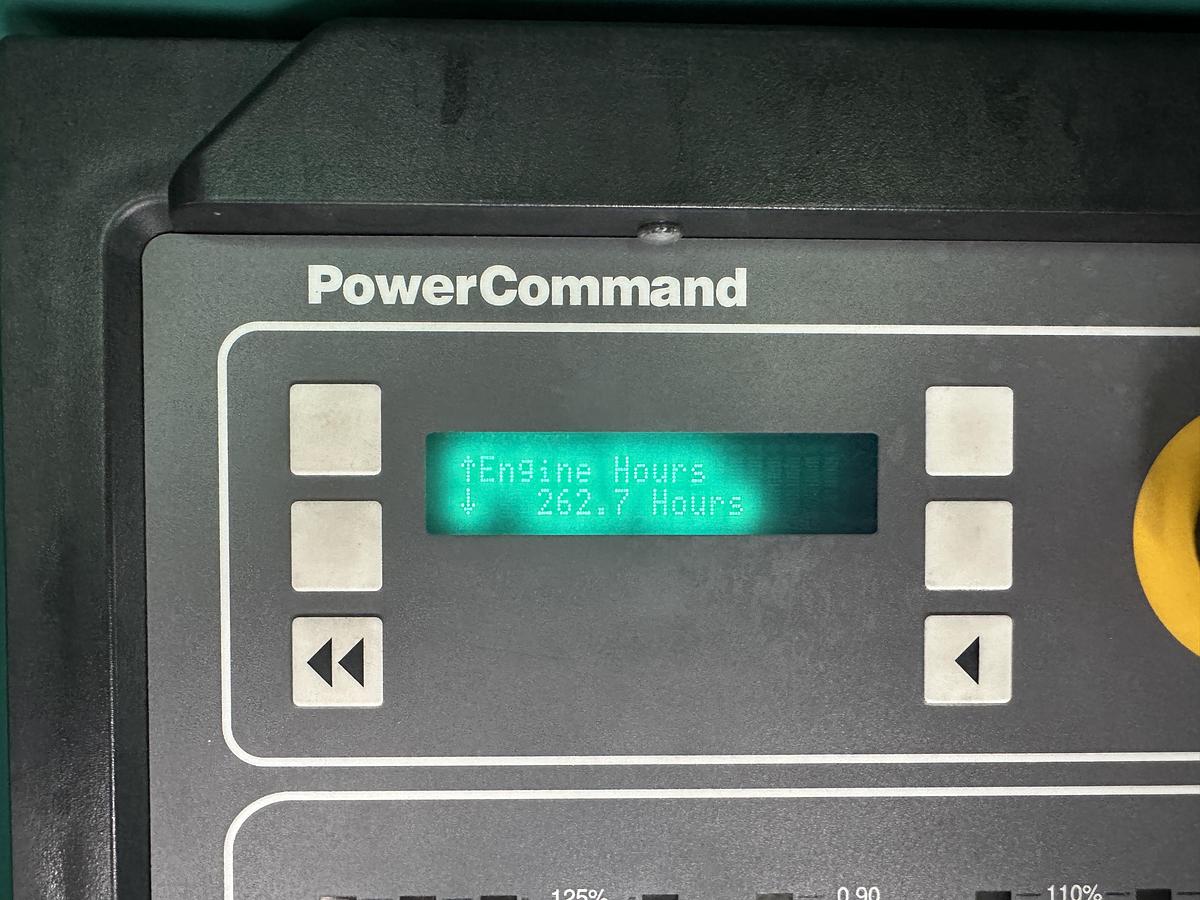 PowerCommand
↑Engine Hours
↓ 262.7 Hours
125% 0.90 110%